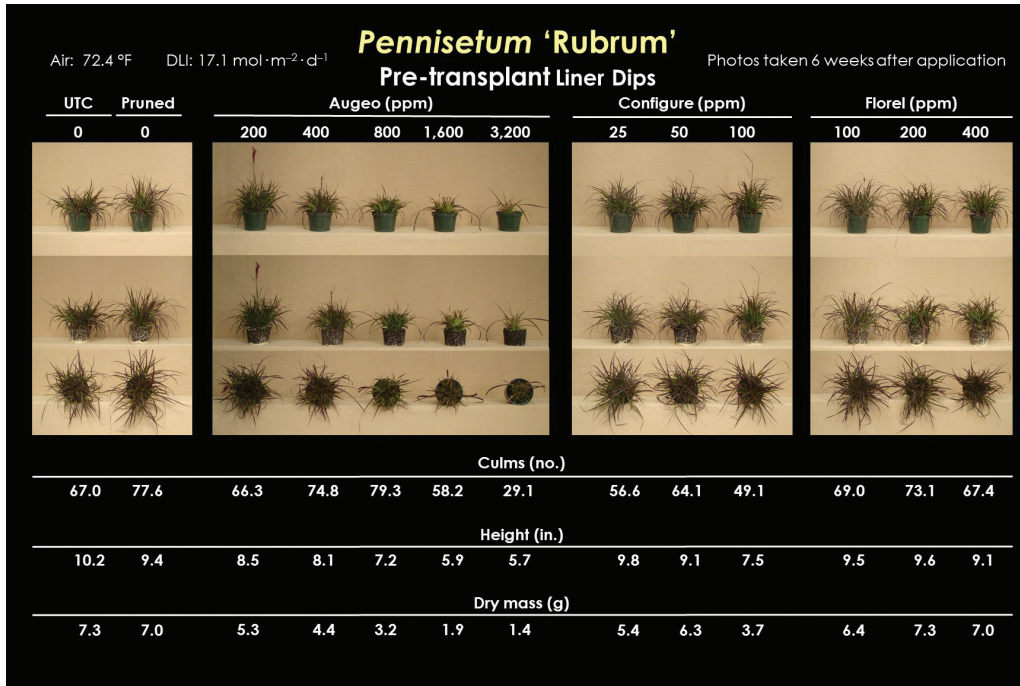 Pennisetum ‘Rubrum’
Air: 72.4 °F DLI: 17.1 mol·m–2·d–1 Photos taken 6 weeks after application
Pre-transplant Liner Dips
UTC Pruned Augeo (ppm) Configure (ppm) Florel (ppm)
0 0 200 400 800 1,600 3,200 25 50 100 100 200 400
Culms (no.)
67.0 77.6 66.3 74.8 79.3 58.2 29.1 56.6 64.1 49.1 69.0 73.1 67.4
Height (in.)
10.2 9.4 8.5 8.1 7.2 5.9 5.7 9.8 9.1 7.5 9.5 9.6 9.1
Dry mass (g)
7.3 7.0 5.3 4.4 3.2 1.9 1.4 5.4 6.3 3.7 6.4 7.3 7.0